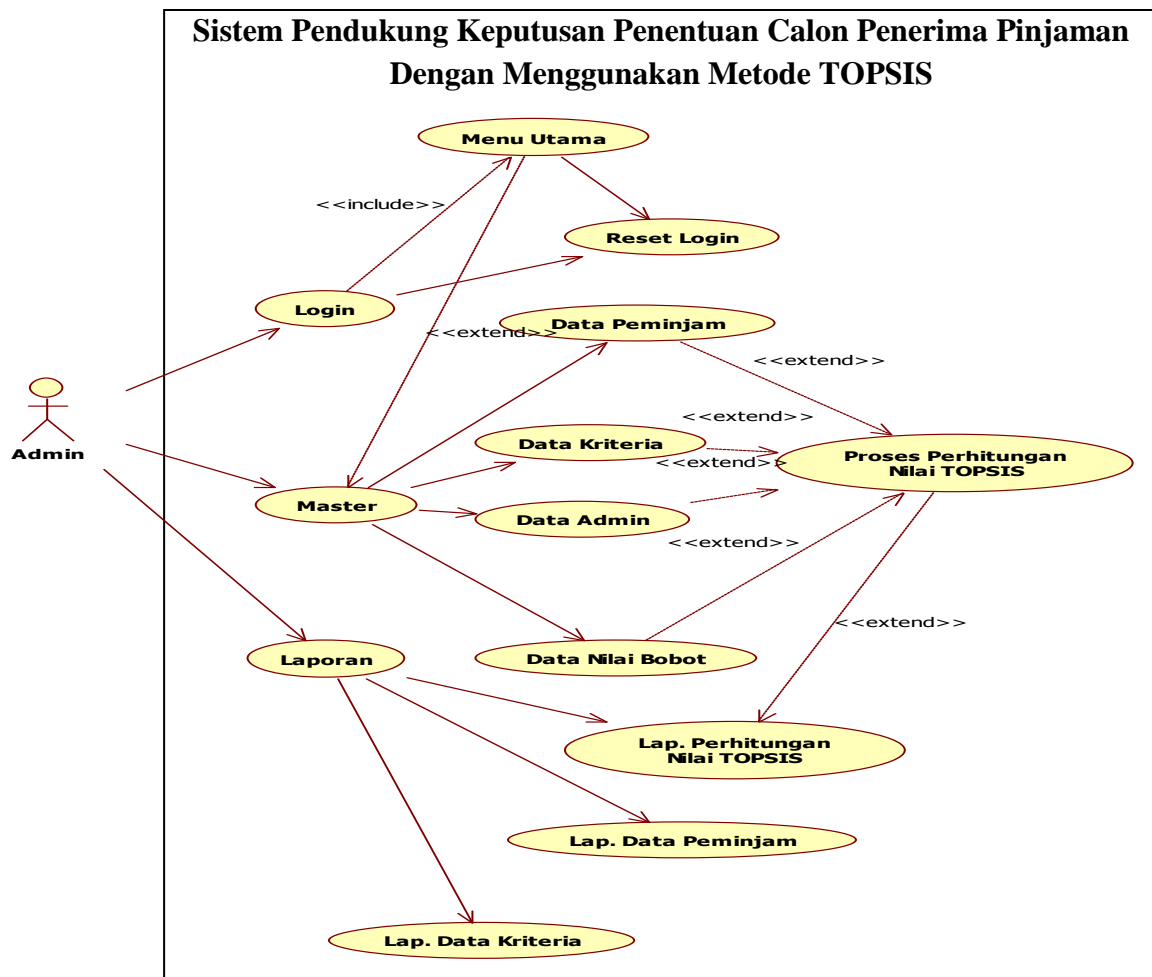 Sistem Pendukung Keputusan Penentuan Calon Penerima Pinjaman
Dengan Menggunakan Metode TOPSIS
Menu Utama
<<include>>
Reset Login
Login
Data Peminjam
<<extend>>
<<extend>>
Admin
<<extend>>
Data Kriteria
<<extend>>
Proses Perhitungan
Nilai TOPSIS
Master
Data Admin
<<extend>>
Laporan
Data Nilai Bobot
<<extend>>
Lap. Perhitungan
Nilai TOPSIS
Lap. Data Peminjam
Lap. Data Kriteria